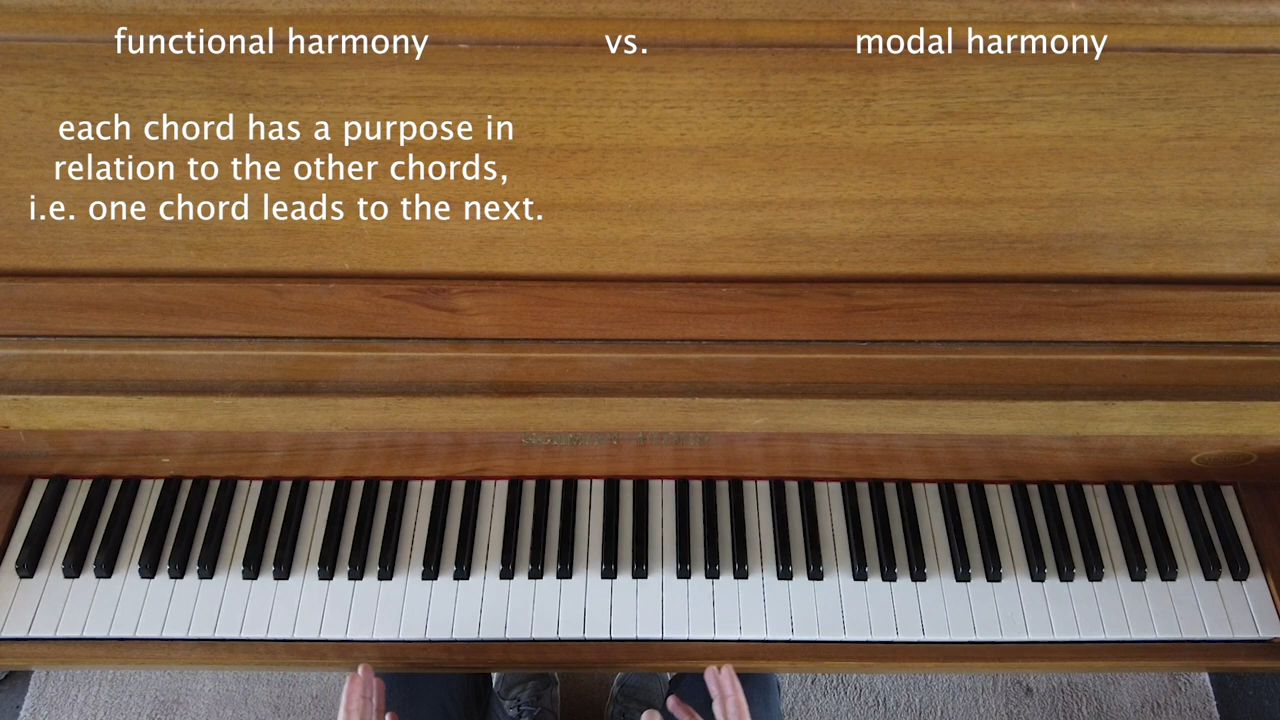 functional harmony vs. modal harmony
each chord has a purpose in
relation to the other chords,
i.e. one chord leads to the next.